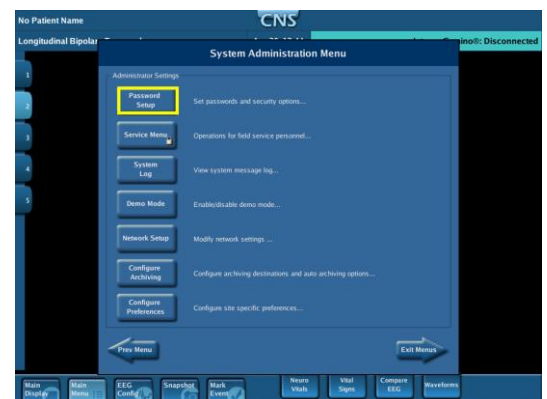 No Patient Name
CNS
Longitudinal Bipolar
Disconnected
System Administration Menu
1
2
3
4
5
Administrator Settings
Password Setup
Set passwords and security options...
Service Menu
Operations for field service personnel...
System Log
View system message log...
Demo Mode
Enable/disable demo mode...
Network Setup
Modify network settings ...
Configure Archiving
Configure archiving destinations and auto archiving options...
Configure Preferences
Configure site specific preferences...
Prev Menu
Exit Menus
Main Display
Main Menu
EEG Config
Snapshot
Mark Event
Neuro Vitals
Vital Signs
Compare EEG
Waveforms